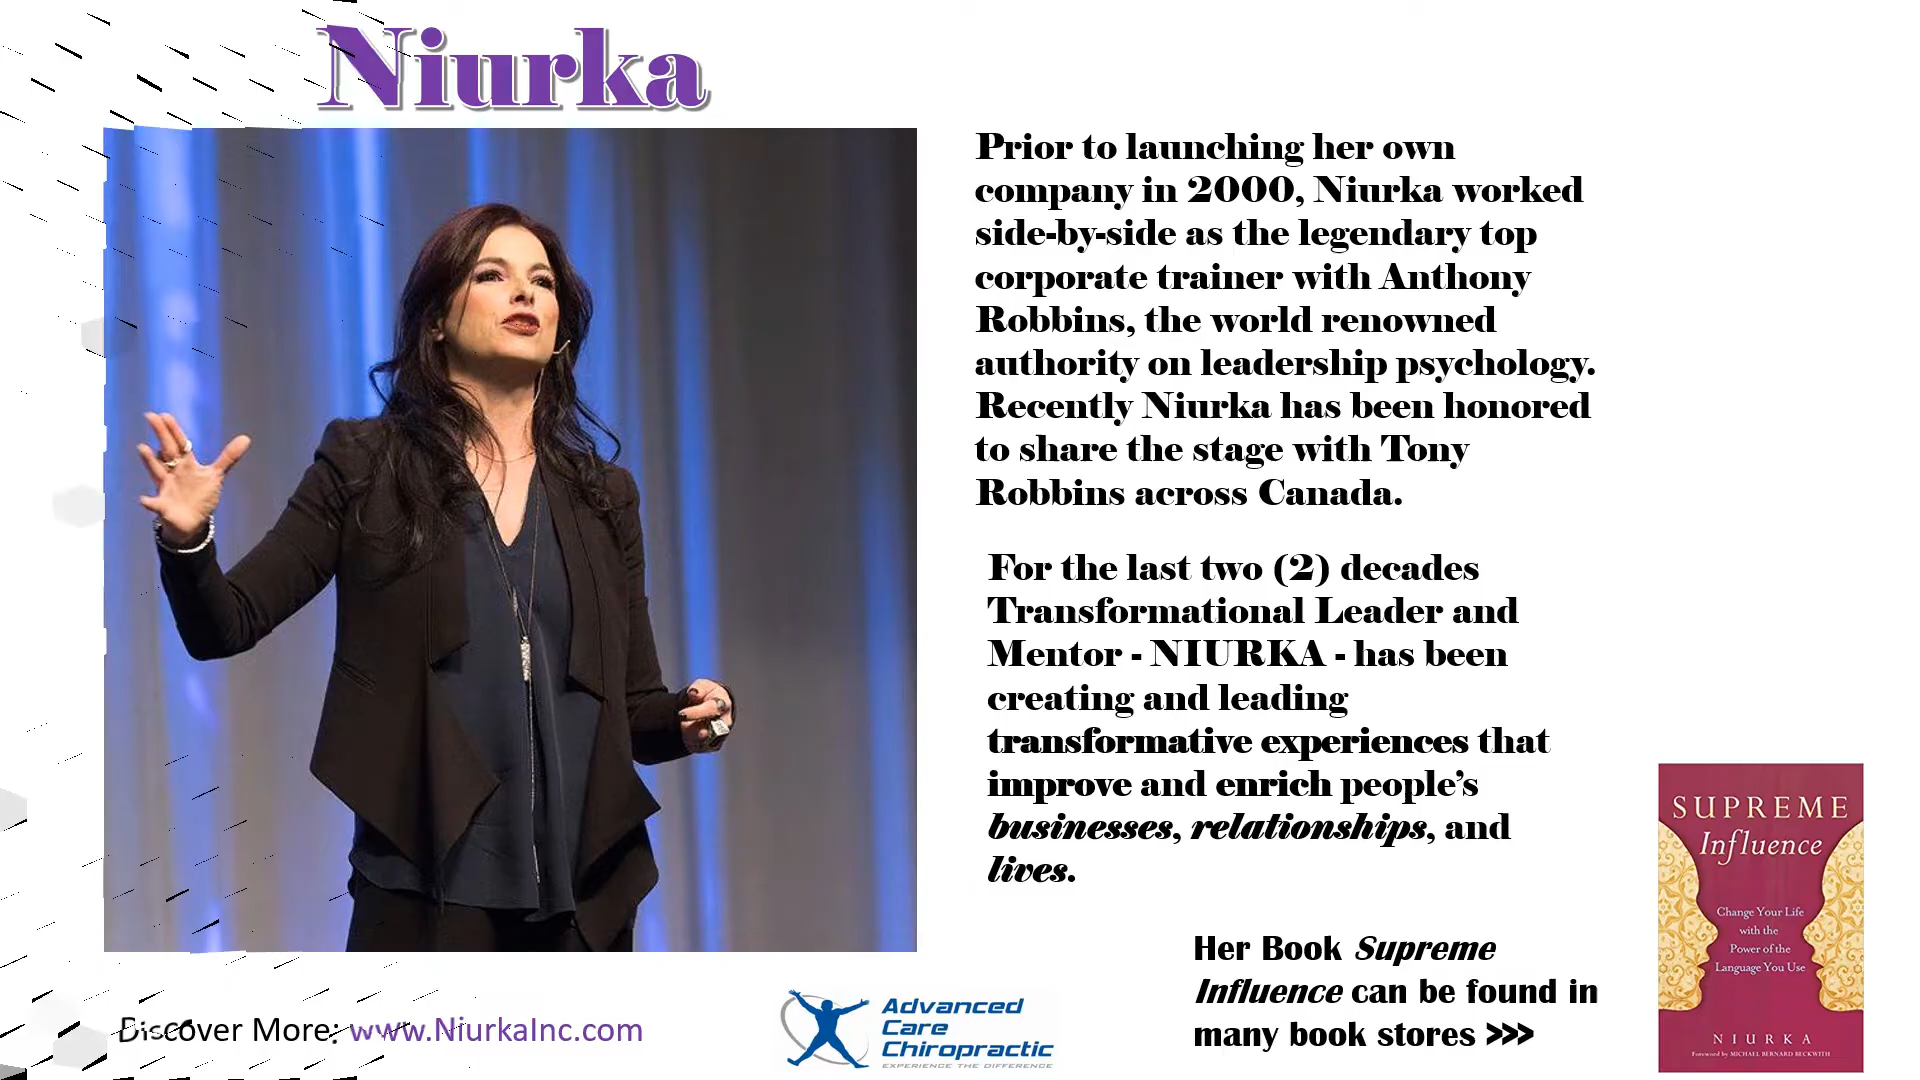 Niurka
Prior to launching her own
company in 2000, Niurka worked
side-by-side as the legendary top
corporate trainer with Anthony
Robbins, the world renowned
authority on leadership psychology.
Recently Niurka has been honored
to share the stage with Tony
Robbins across Canada.
For the last two (2) decades
Transformational Leader and
Mentor - NIURKA - has been
creating and leading
transformative experiences that
improve and enrich people’s
businesses, relationships, and
lives.
Her Book Supreme
Influence can be found in
many book stores >>>
SUPREME
Influence
Change Your Life
with the
Power of the
Language You Use
NIURKA
Foreword by MICHAEL BERNARD BECKWITH
Discover More: www.NiurkaInc.com
Advanced
Care
Chiropractic
EXPERIENCE THE DIFFERENCE